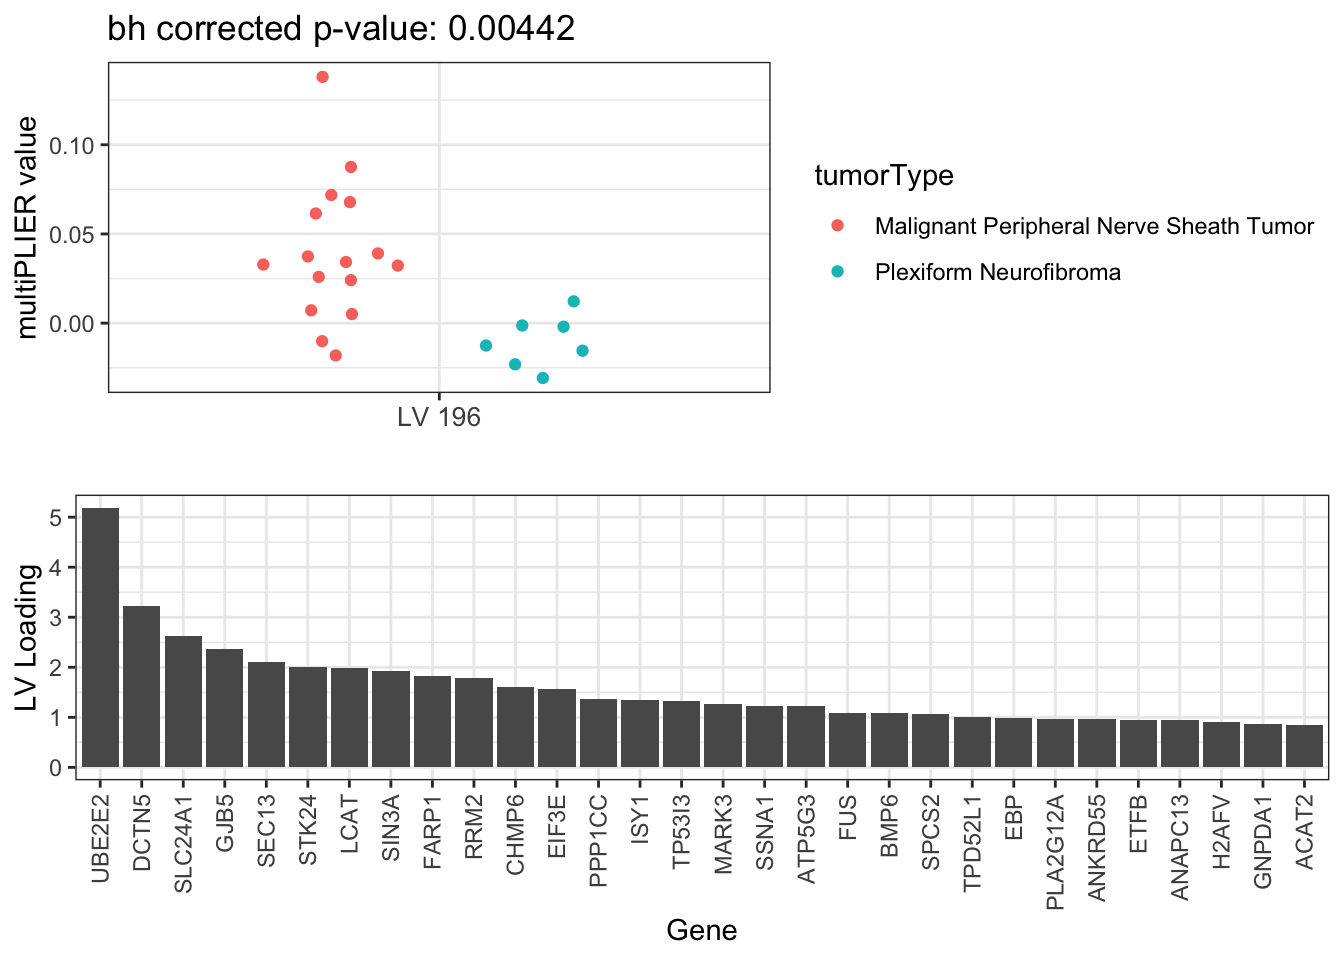 bh corrected p-value: 0.00442
multiPLIER value
0.10
0.05
0.00
LV 196
tumorType
Malignant Peripheral Nerve Sheath Tumor
Plexiform Neurofibroma
LV Loading
5
4
3
2
1
0
UBE2E2
DCTN5
SLC24A1
GJB5
SEC13
STK24
LCAT
SIN3A
FARP1
RRM2
CHMP6
EIF3E
PPP1CC
ISY1
TP53I3
MARK3
SSNA1
ATP5G3
FUS
BMP6
SPCS2
TPD52L1
EBP
PLA2G12A
ANKRD55
ETFB
ANAPC13
H2AFV
GNPDA1
ACAT2
Gene